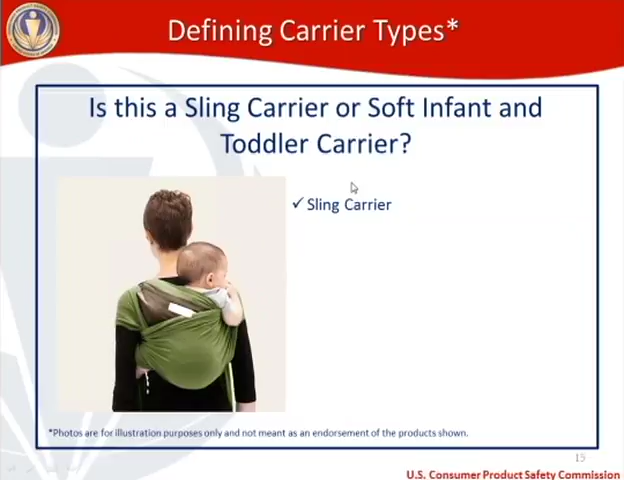 Defining Carrier Types*
Is this a Sling Carrier or Soft Infant and
Toddler Carrier?
✓ Sling Carrier
*Photos are for illustration purposes only and not meant as an endorsement of the products shown.
15
U.S. Consumer Product Safety Commission